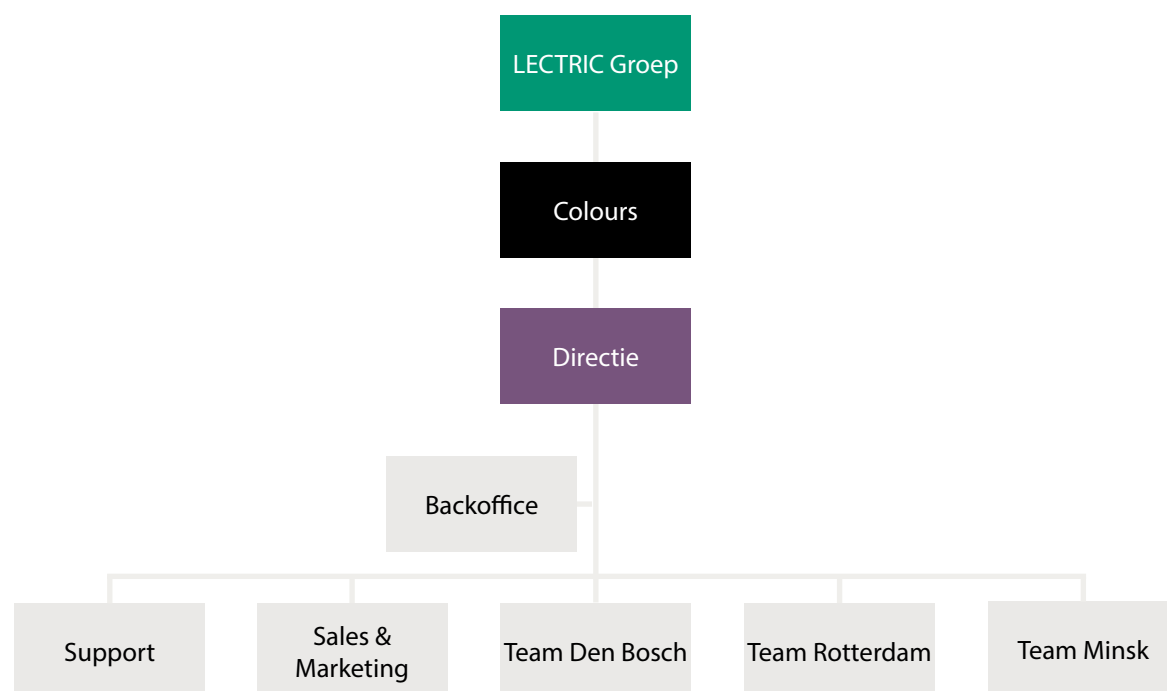 LECTRIC Groep
Colours
Directie
Backoffice
Support
Sales &
Marketing
Team Den Bosch
Team Rotterdam
Team Minsk